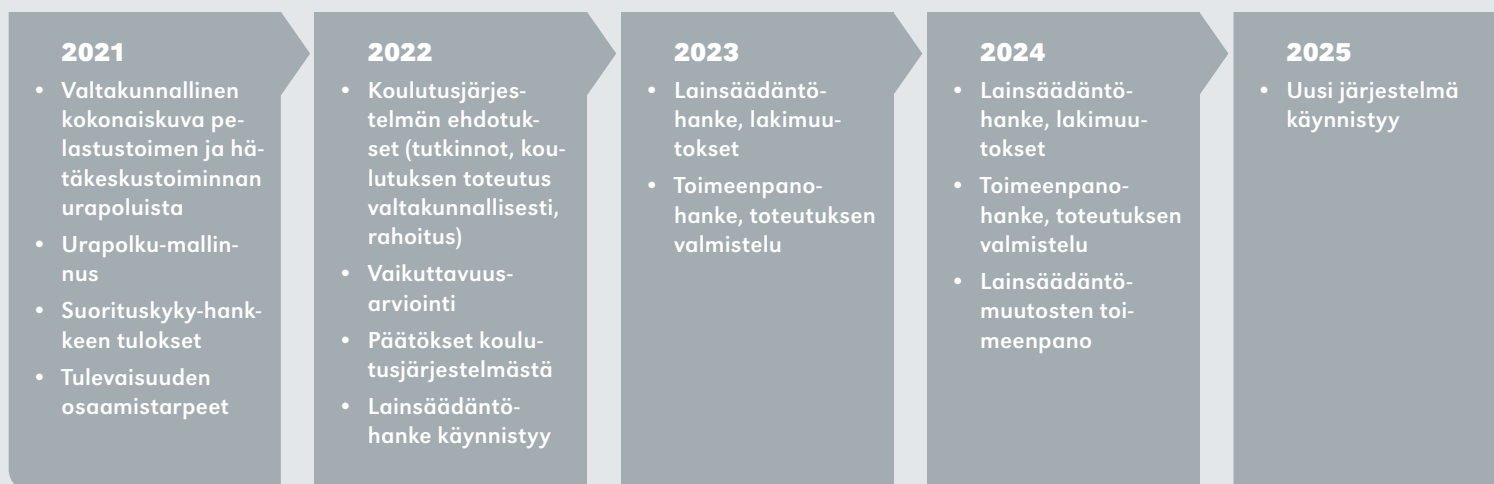 2021
• Valtakunnallinen
kokonaiskuva pe-
lastustoimen ja hä-
täkeskustoiminnan
urapoluista
• Urapolku-mallin-
nus
• Suorituskyky-hank-
keen tulokset
• Tulevaisuuden
osaamistarpeet
2022
• Koulutusjärjes-
telmän ehdotuk-
set (tutkinnot, kou-
lutuksen toteutus
valtakunnallisesti,
rahoitus)
• Vaikuttavuus-
arviointi
• Päätökset koulu-
tusjärjestelmästä
• Lainsäädäntö-
hanke käynnistyy
2023
• Lainsäädäntö-
hanke, lakimuu-
tokset
• Toimeenpano-
hanke, toteutuksen
valmistelu
2024
• Lainsäädäntö-
hanke, lakimuu-
tokset
• Toimeenpano-
hanke, toteutuksen
valmistelu
• Lainsäädäntö-
muutosten toi-
meenpano
2025
• Uusi järjestelmä
käynnistyy